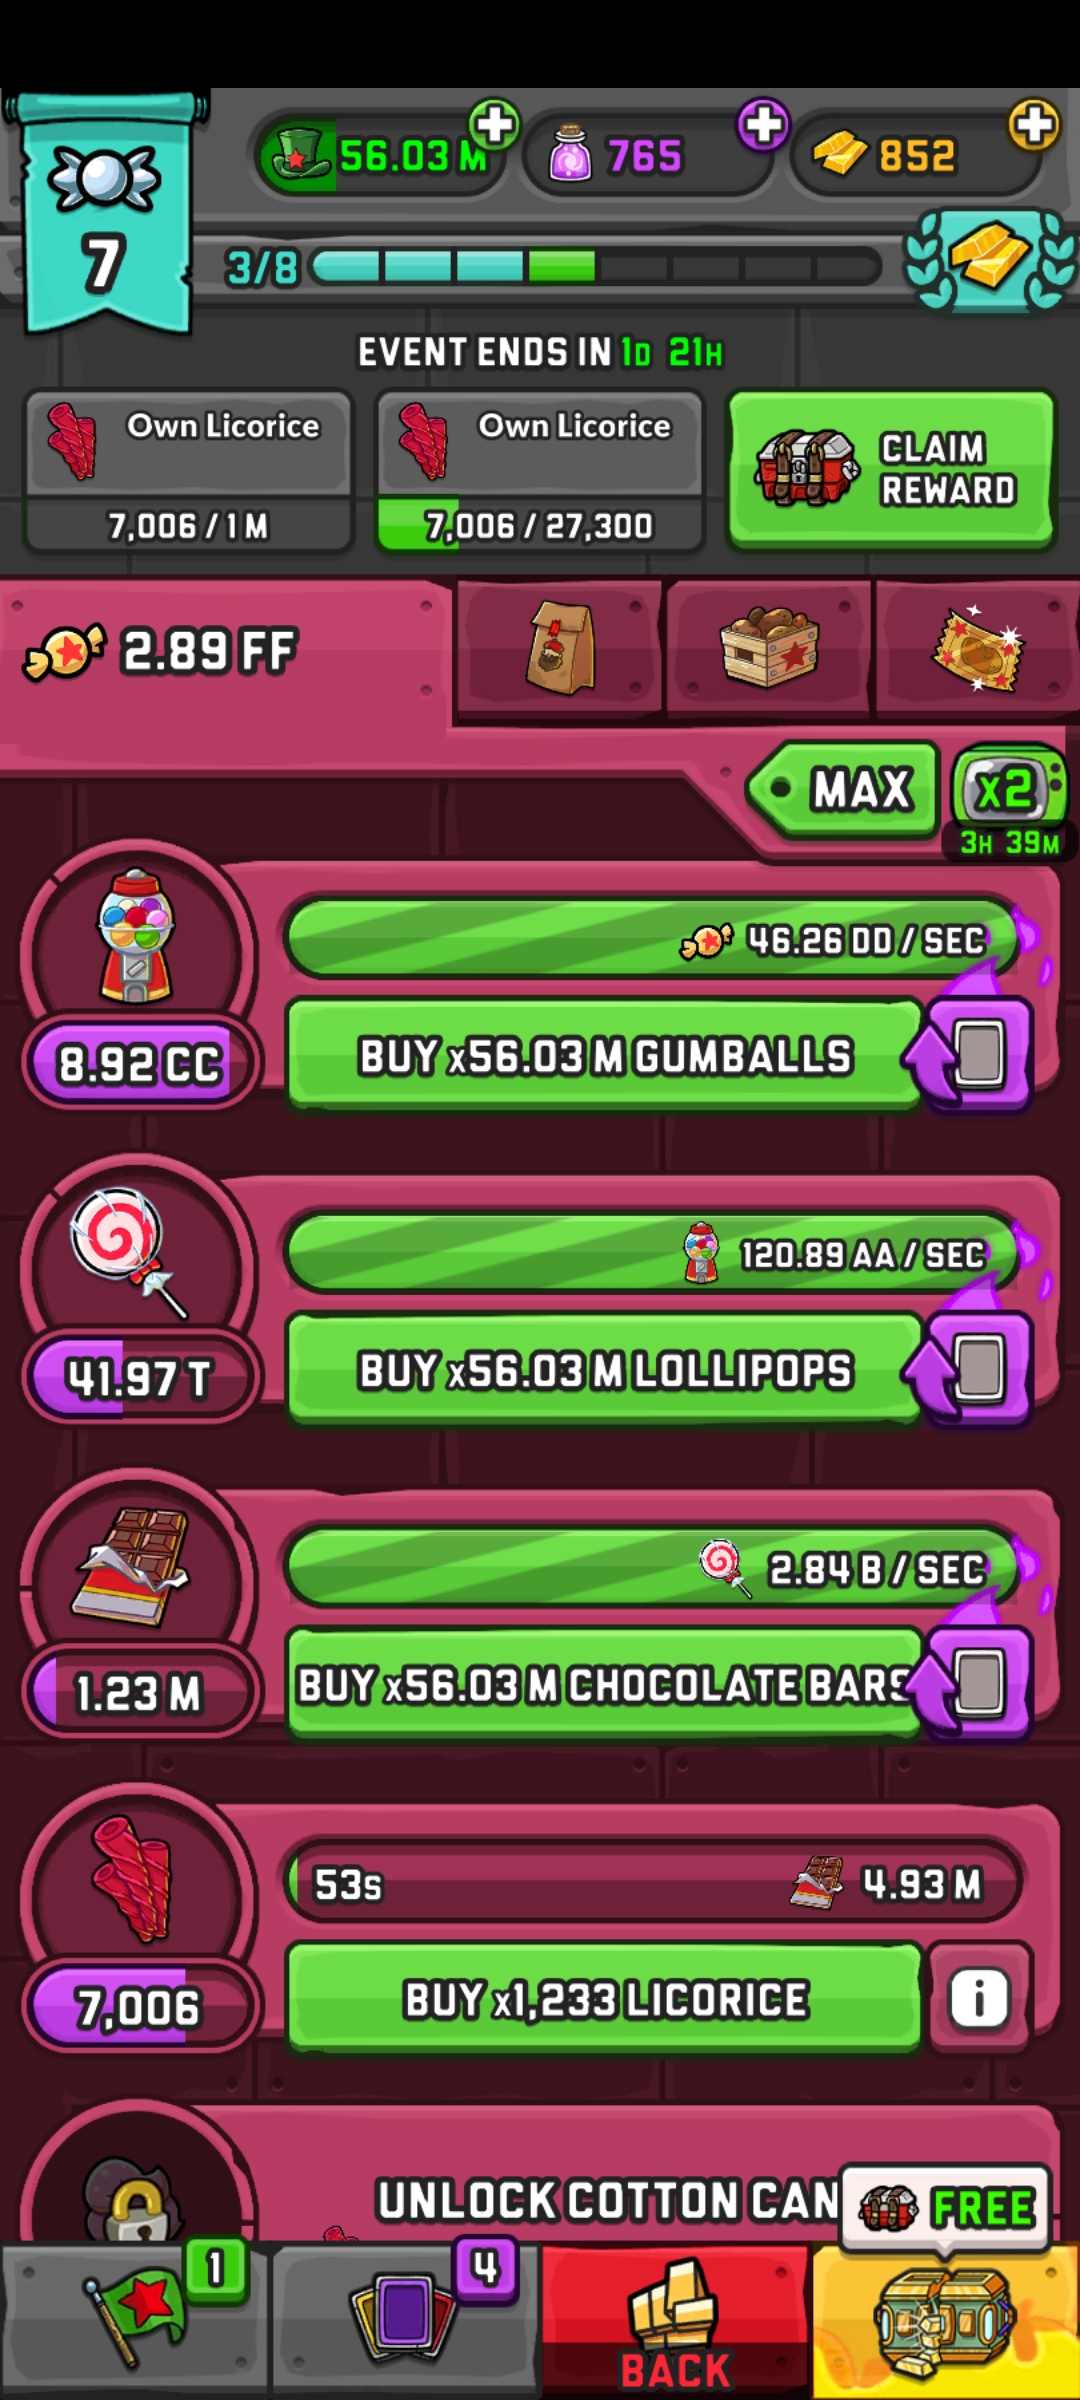 56.03 M
765
852
7
3/8
EVENT ENDS IN 1D 21H
Own Licorice
7,006 / 1 M
Own Licorice
7,006 / 27,300
CLAIM
REWARD
2.89 FF
MAX
x2
3H 39M
46.26 DD / SEC
8.92 CC
BUY x56.03 M GUMBALLS
120.89 AA / SEC
41.97 T
BUY x56.03 M LOLLIPOPS
2.84 B / SEC
1.23 M
BUY x56.03 M CHOCOLATE BARS
53s
4.93 M
7,006
BUY x1,233 LICORICE
i
UNLOCK COTTON CAN
FREE
1
4
BACK